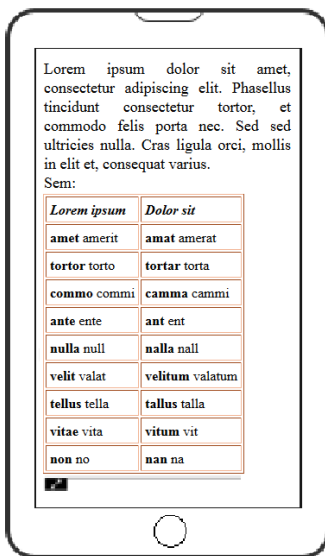 Lorem ipsum dolor sit amet,
consectetur adipiscing elit. Phasellus
tincidunt consectetur tortor, et
commodo felis porta nec. Sed sed
ultricies nulla. Cras ligula orci, mollis
in elit et, consequat varius.
Sem:
Lorem ipsum Dolor sit
amet amerit amat amerat
tortor torto tortar torta
commo commi camma cammi
ante ente ant ent
nulla null nalla nall
velit valat velitum valatum
tellus tella tallus talla
vitae vita vitum vit
non no nan na